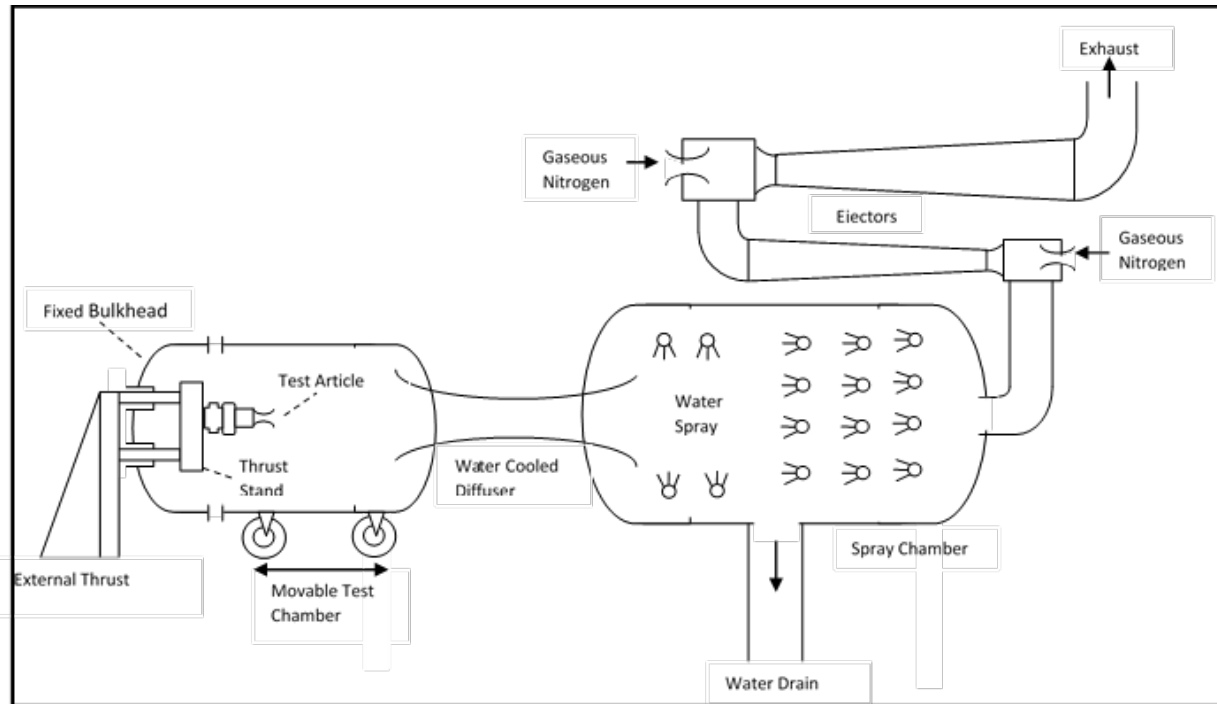 Exhaust
Gaseous
Nitrogen
Eiectors
Gaseous
Nitrogen
Fixed Bulkhead
Test Article
Water
Spray
Thrust
Stand
Water Cooled
Diffuser
Spray Chamber
External Thrust
Movable Test
Chamber
Water Drain